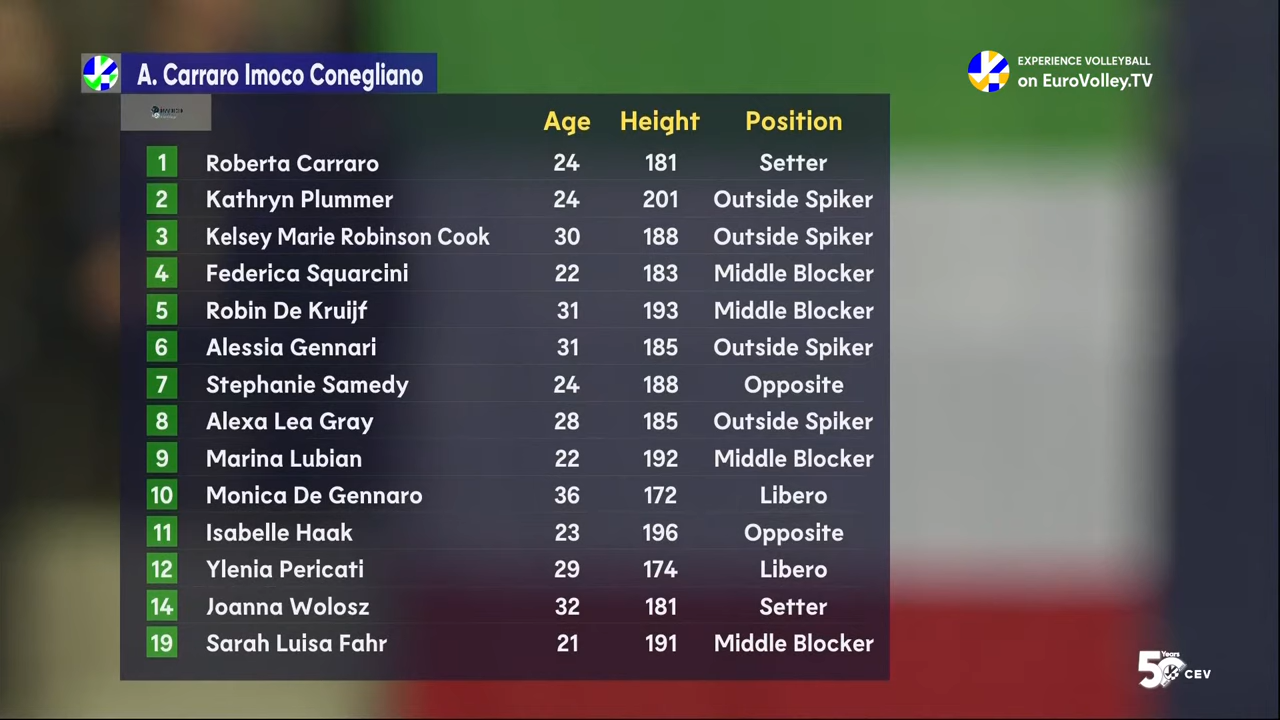 A. Carraro Imoco Conegliano
EXPERIENCE VOLLEYBALL
on EuroVolley.TV
Age Height Position
1 Roberta Carraro 24 181 Setter
2 Kathryn Plummer 24 201 Outside Spiker
3 Kelsey Marie Robinson Cook 30 188 Outside Spiker
4 Federica Squarcini 22 183 Middle Blocker
5 Robin De Kruijf 31 193 Middle Blocker
6 Alessia Gennari 31 185 Outside Spiker
7 Stephanie Samedy 24 188 Opposite
8 Alexa Lea Gray 28 185 Outside Spiker
9 Marina Lubian 22 192 Middle Blocker
10 Monica De Gennaro 36 172 Libero
11 Isabelle Haak 23 196 Opposite
12 Ylenia Pericati 29 174 Libero
14 Joanna Wolosz 32 181 Setter
19 Sarah Luisa Fahr 21 191 Middle Blocker
50 Years CEV